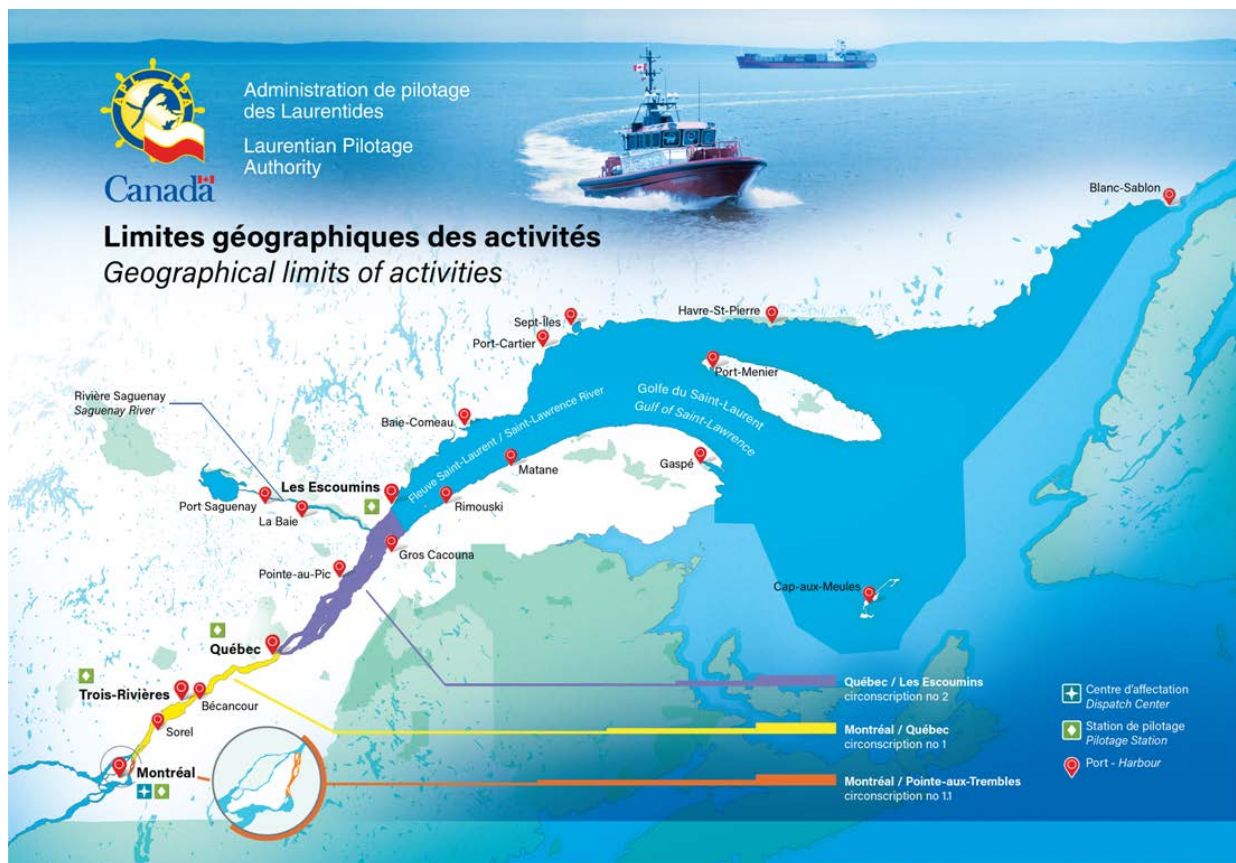 APL LPA
Administration de pilotage
des Laurentides
Laurentian Pilotage
Authority
Canada
Limites géographiques des activités
Geographical limits of activities
Blanc-Sablon
Sept-Îles
Havre-St-Pierre
Port-Cartier
Port-Menier
Rivière Saguenay
Saguenay River
Golfe du Saint-Laurent
Gulf of Saint-Lawrence
Baie-Comeau
Fleuve Saint-Laurent / Saint-Lawrence River
Matane
Gaspé
Les Escoumins
Port Saguenay
Rimouski
La Baie
Gros Cacouna
Pointe-au-Pic
Cap-aux-Meules
Québec
Trois-Rivières
Bécancour
Sorel
Montréal
Québec / Les Escoumins
circonscription no 2
Montréal / Québec
circonscription no 1
Montréal / Pointe-aux-Trembles
circonscription no 1.1
Centre d'affectation
Dispatch Center
Station de pilotage
Pilotage Station
Port - Harbour